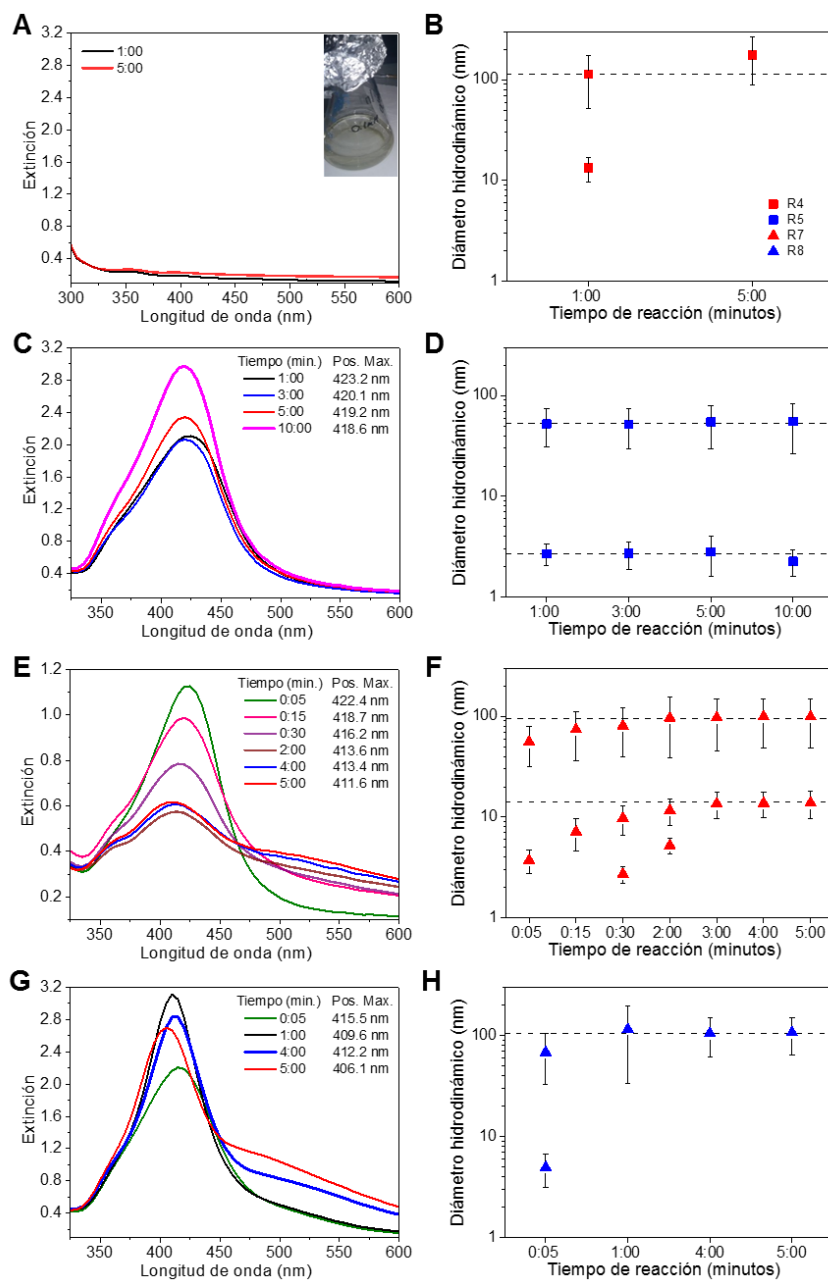 A
3.2
2.8
2.4
2.0
1.6
1.2
0.8
0.4
Extinción
1:00
5:00
300 350 400 450 500 550 600
Longitud de onda (nm)
B
100
10
1
Diámetro hidrodinámico (nm)
R4
R5
R7
R8
1:00 5:00
Tiempo de reacción (minutos)
C
3.2
2.8
2.4
2.0
1.6
1.2
0.8
0.4
Extinción
Tiempo (min.) Pos. Max.
1:00 423.2 nm
3:00 420.1 nm
5:00 419.2 nm
10:00 418.6 nm
350 400 450 500 550 600
Longitud de onda (nm)
D
100
10
1
Diámetro hidrodinámico (nm)
1:00 3:00 5:00 10:00
Tiempo de reacción (minutos)
E
1.2
1.0
0.8
0.6
0.4
0.2
Extinción
Tiempo (min.) Pos. Max.
0:05 422.4 nm
0:15 418.7 nm
0:30 416.2 nm
2:00 413.6 nm
4:00 413.4 nm
5:00 411.6 nm
350 400 450 500 550 600
Longitud de onda (nm)
F
100
10
1
Diámetro hidrodinámico (nm)
0:05 0:15 0:30 2:00 3:00 4:00 5:00
Tiempo de reacción (minutos)
G
3.2
2.8
2.4
2.0
1.6
1.2
0.8
0.4
Extinción
Tiempo (min.) Pos. Max.
0:05 415.5 nm
1:00 409.6 nm
4:00 412.2 nm
5:00 406.1 nm
350 400 450 500 550 600
Longitud de onda (nm)
H
100
10
1
Diámetro hidrodinámico (nm)
0:05 1:00 4:00 5:00
Tiempo de reacción (minutos)